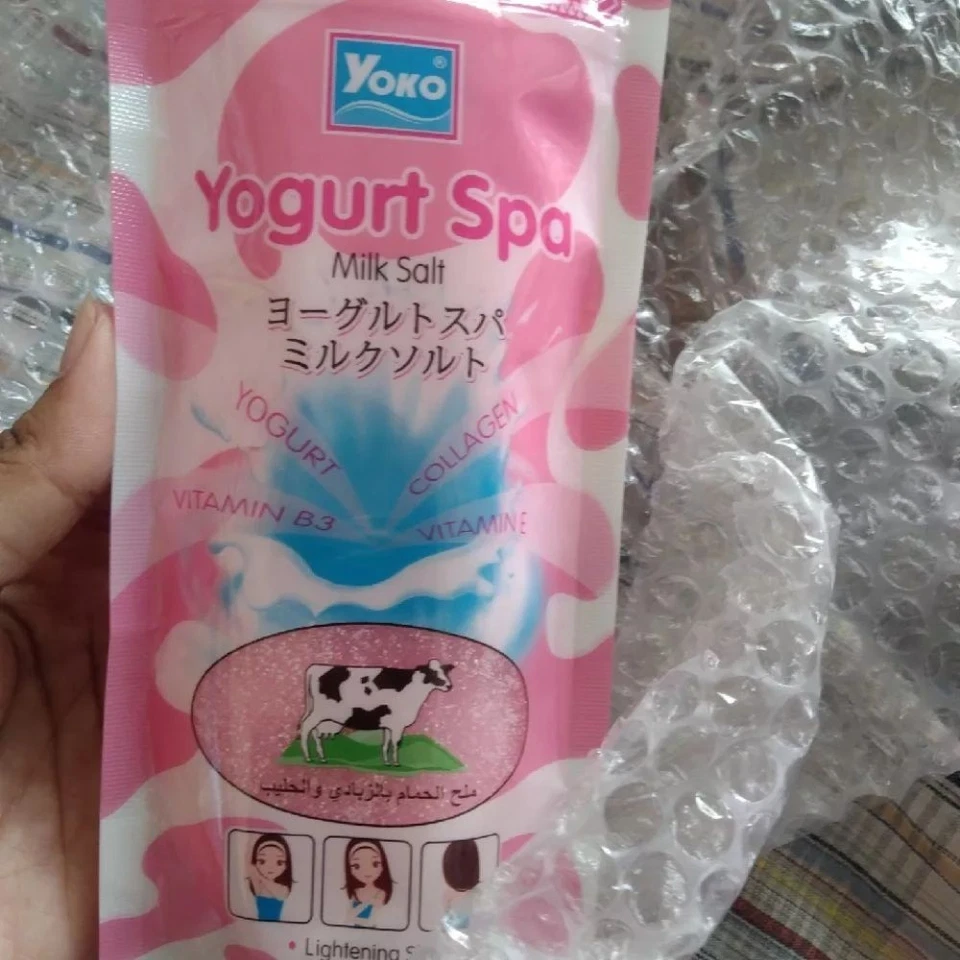 YOKO®
Yogurt Spa
Milk Salt
ヨーグルトスパ
ミルクソルト
YOGURT
COLLAGEN
VITAMIN B3
VITAMIN E
ملح الحمام بالزبادي والحليب
• Lightening